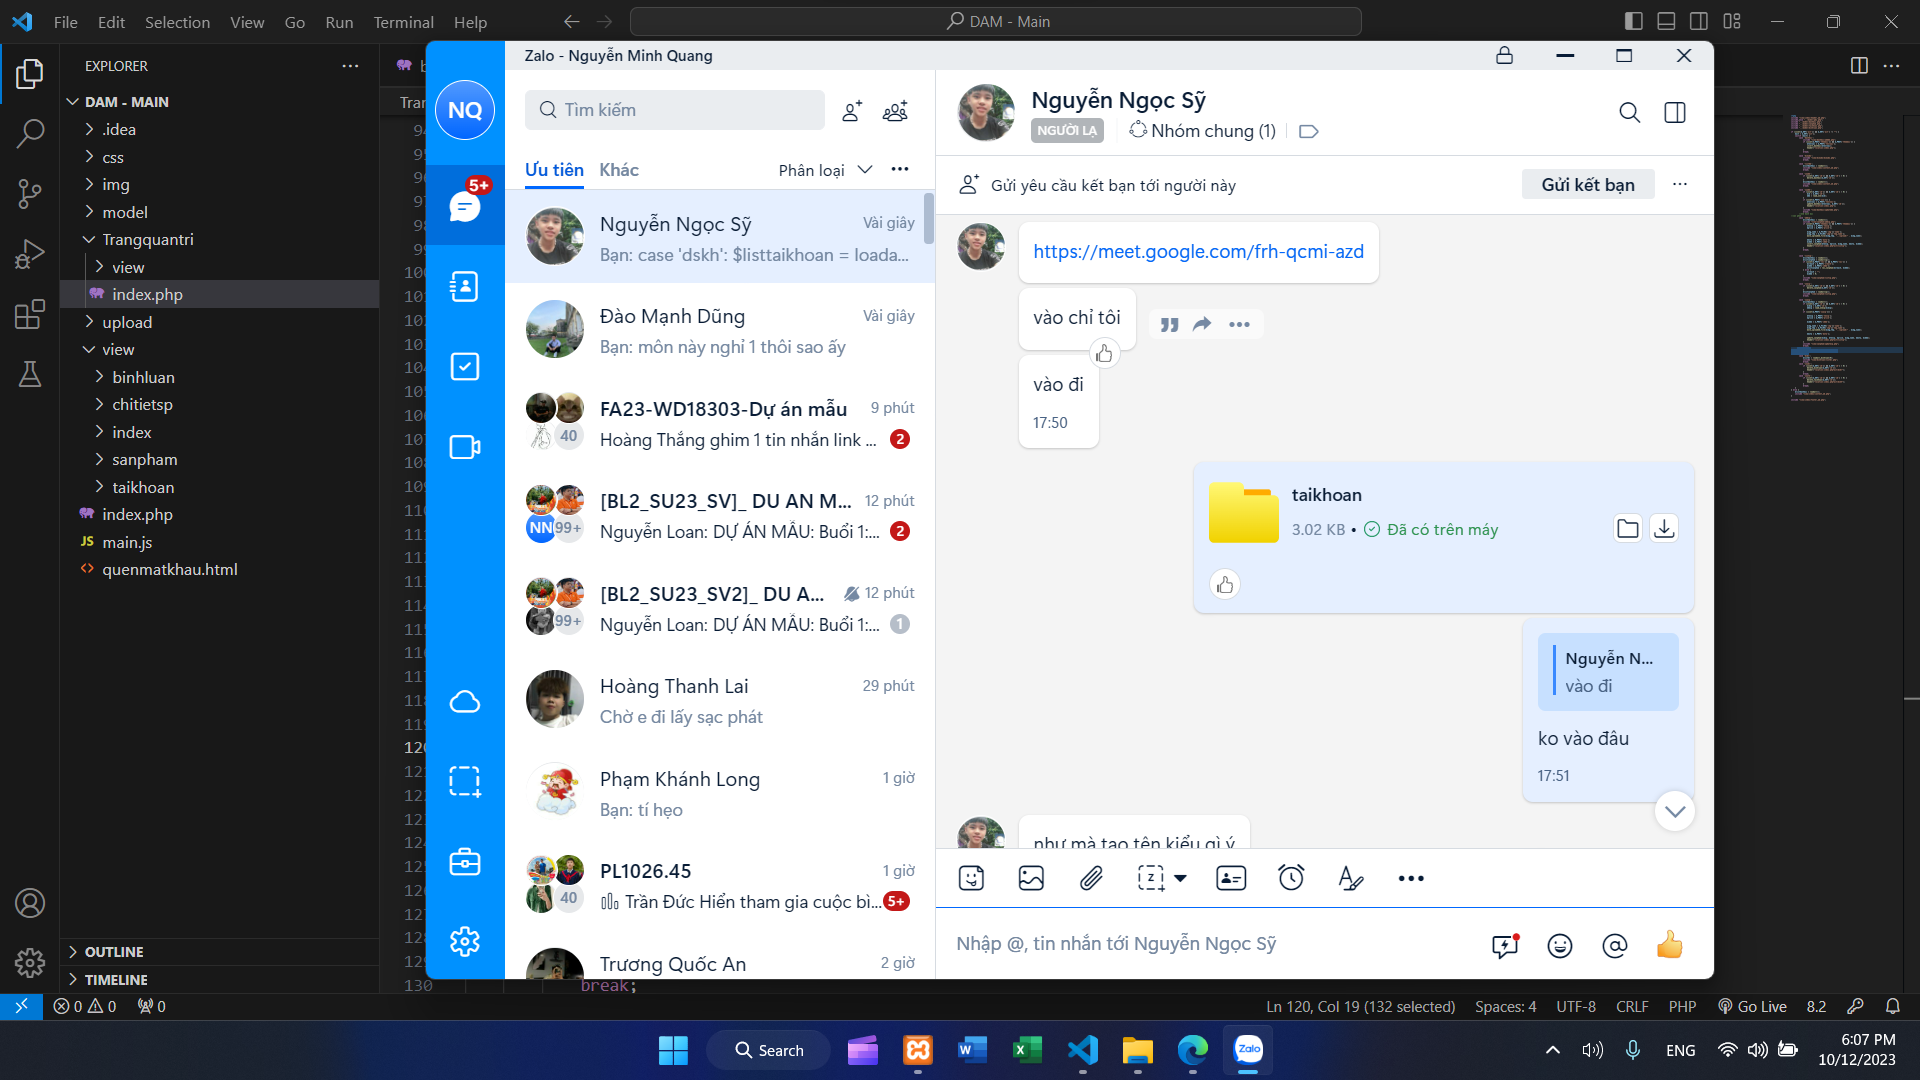 File Edit Selection View Go Run Terminal Help
DAM - Main
EXPLORER
DAM - MAIN
.idea
css
img
model
Trangquantri
view
index.php
upload
view
binhluan
chitietsp
index
sanpham
taikhoan
index.php
JS main.js
quenmatkhau.html
OUTLINE
TIMELINE
130 break;
Zalo - Nguyễn Minh Quang
NQ
5+
Tìm kiếm
Ưu tiên Khác Phân loại
Nguyễn Ngọc Sỹ Vài giây
Bạn: case 'dskh': $listtaikhoan = loada...
Đào Mạnh Dũng Vài giây
Bạn: môn này nghỉ 1 thôi sao ấy
FA23-WD18303-Dự án mẫu 9 phút
40 Hoàng Thắng ghim 1 tin nhắn link ... 2
[BL2_SU23_SV]_ DU AN M... 12 phút
NN 99+ Nguyễn Loan: DỰ ÁN MẪU: Buổi 1:... 2
[BL2_SU23_SV2]_ DU A... 12 phút
99+ Nguyễn Loan: DỰ ÁN MẪU: Buổi 1:... 1
Hoàng Thanh Lai 29 phút
Chờ e đi lấy sạc phát
Phạm Khánh Long 1 giờ
Bạn: tí hẹo
PL1026.45 1 giờ
40 Trần Đức Hiển tham gia cuộc bì... 5+
Trương Quốc An 2 giờ
Nguyễn Ngọc Sỹ
NGƯỜI LẠ Nhóm chung (1)
Gửi yêu cầu kết bạn tới người này Gửi kết bạn
https://meet.google.com/frh-qcmi-azd
vào chỉ tôi
vào đi
17:50
taikhoan
3.02 KB • Đã có trên máy
Nguyễn N...
vào đi
ko vào đâu
17:51
như mà tạo tên kiểu gì ý
Nhập @, tin nhắn tới Nguyễn Ngọc Sỹ
0 0 0
Ln 120, Col 19 (132 selected) Spaces: 4 UTF-8 CRLF PHP Go Live 8.2
Search
Zalo
ENG
6:07 PM
10/12/2023